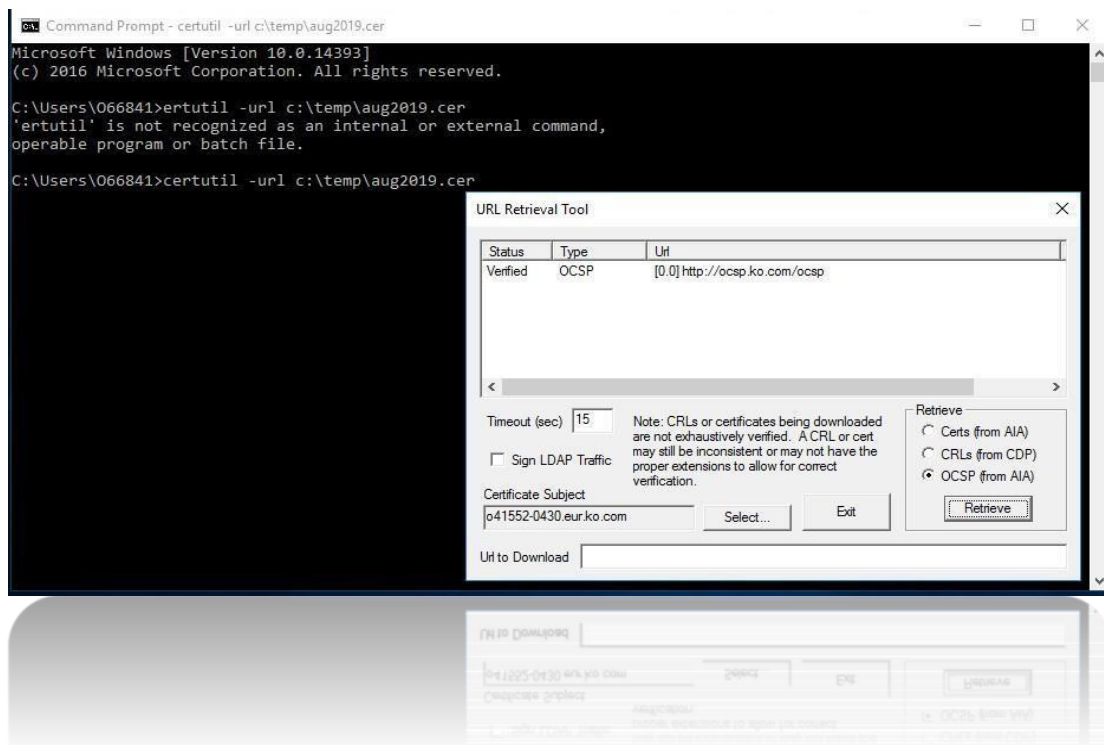 Command Prompt - certutil -url c:\temp\aug2019.cer
Microsoft Windows [Version 10.0.14393]
(c) 2016 Microsoft Corporation. All rights reserved.
C:\Users\O66841>ertutil -url c:\temp\aug2019.cer
'ertutil' is not recognized as an internal or external command,
operable program or batch file.
C:\Users\O66841>certutil -url c:\temp\aug2019.cer
URL Retrieval Tool
Status Type Url
Verified OCSP [0.0] http://ocsp.ko.com/ocsp
Timeout (sec) 15
Sign LDAP Traffic
Note: CRLs or certificates being downloaded
are not exhaustively verified. A CRL or cert
may still be inconsistent or may not have the
proper extensions to allow for correct
verification.
Retrieve
Certs (from AIA)
CRLs (from CDP)
OCSP (from AIA)
Retrieve
Certificate Subject
o41552-0430.eur.ko.com
Select...
Exit
Url to Download